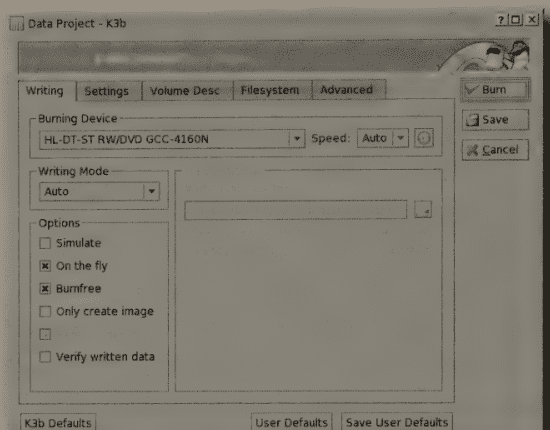 Data Project - K3b
Writing
Settings
Volume Desc
Filesystem
Advanced
Burn
Save
Cancel
Burning Device
HL-DT-ST RW/DVD GCC-4160N
Speed:
Auto
Writing Mode
Auto
Options
Simulate
On the fly
Burnfree
Only create image
Verify written data
K3b Defaults
User Defaults
Save User Defaults